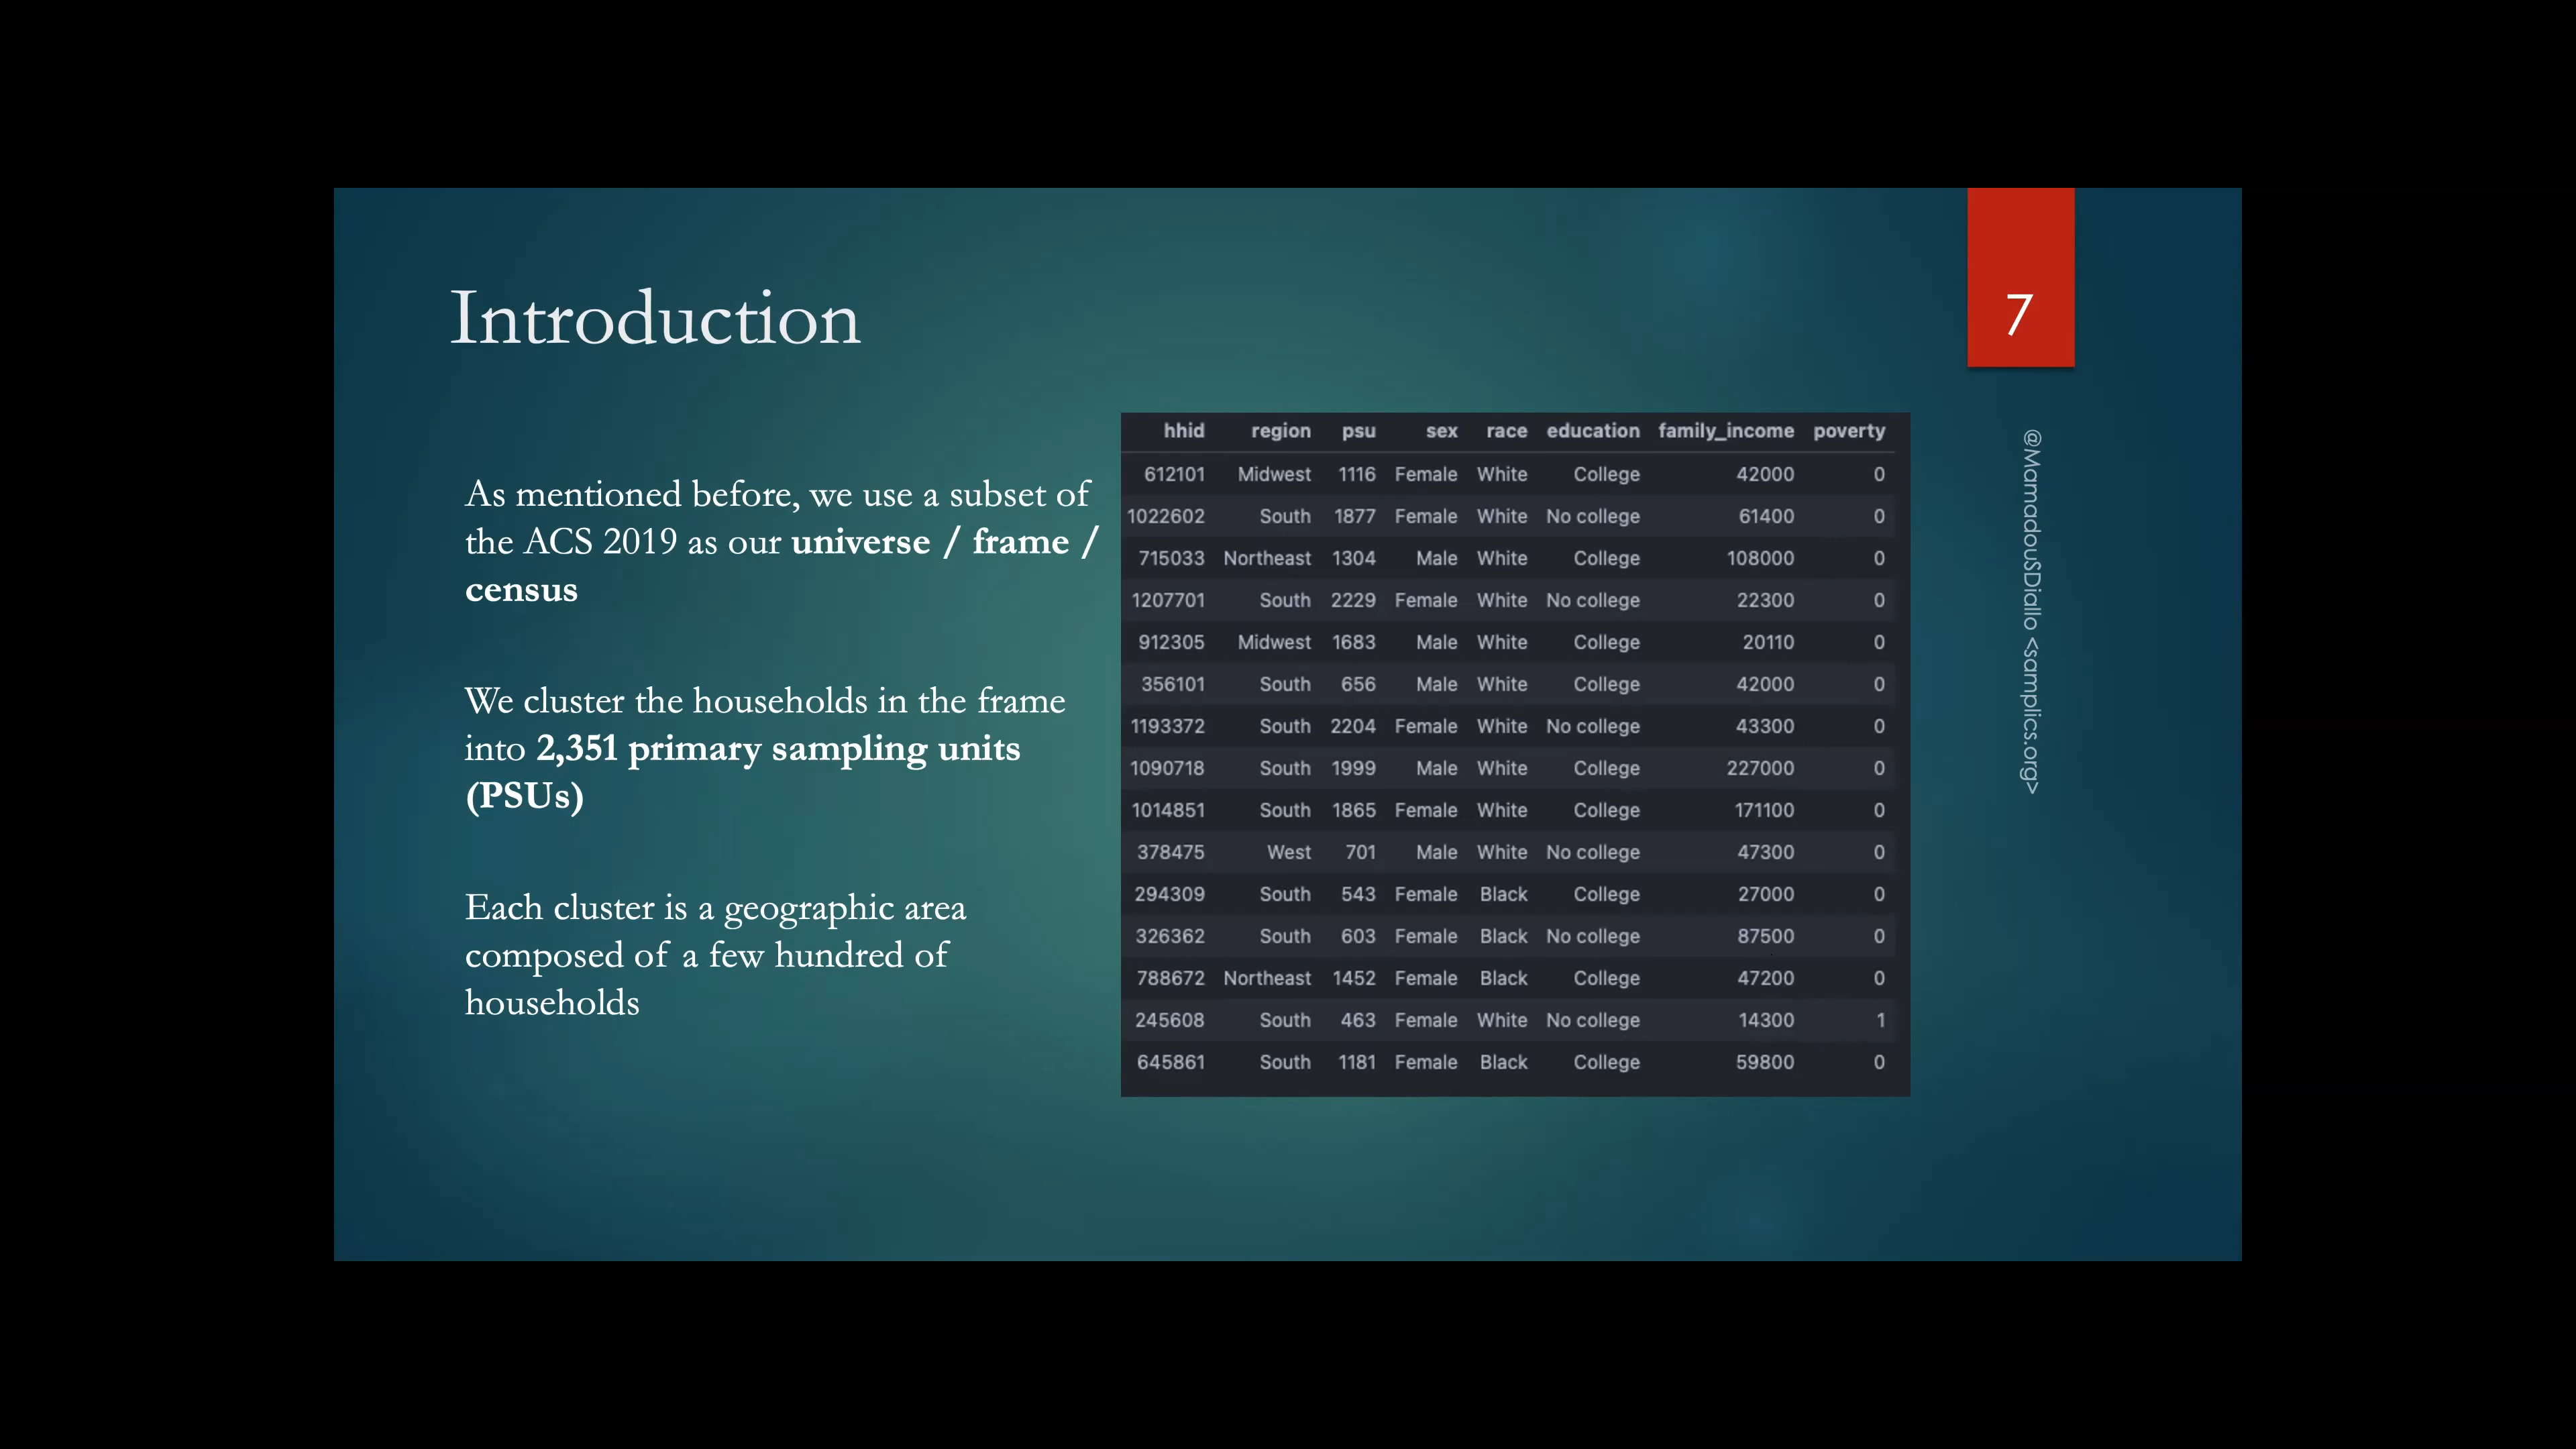 Introduction
7
As mentioned before, we use a subset of
the ACS 2019 as our universe / frame /
census
We cluster the households in the frame
into 2,351 primary sampling units
(PSUs)
Each cluster is a geographic area
composed of a few hundred of
households
hhid region psu sex race education family_income poverty
612101 Midwest 1116 Female White College 42000 0
1022602 South 1877 Female White No college 61400 0
715033 Northeast 1304 Male White College 108000 0
1207701 South 2229 Female White No college 22300 0
912305 Midwest 1683 Male White College 20110 0
356101 South 656 Male White College 42000 0
1193372 South 2204 Female White No college 43300 0
1090718 South 1999 Male White College 227000 0
1014851 South 1865 Female White College 171100 0
378475 West 701 Male White No college 47300 0
294309 South 543 Female Black College 27000 0
326362 South 603 Female Black No college 87500 0
788672 Northeast 1452 Female Black College 47200 0
245608 South 463 Female White No college 14300 1
645861 South 1181 Female Black College 59800 0
@MamadouSDiallo <samplics.org>